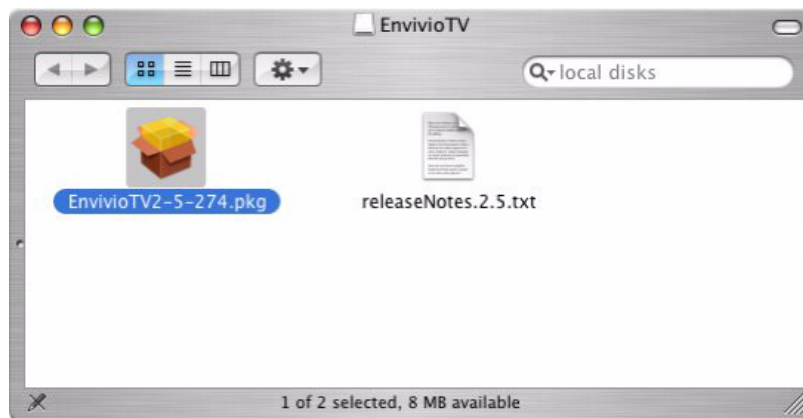 EnvivioTV
local disks
EnvivioTV2-5-274.pkg
releaseNotes.2.5.txt
1 of 2 selected, 8 MB available